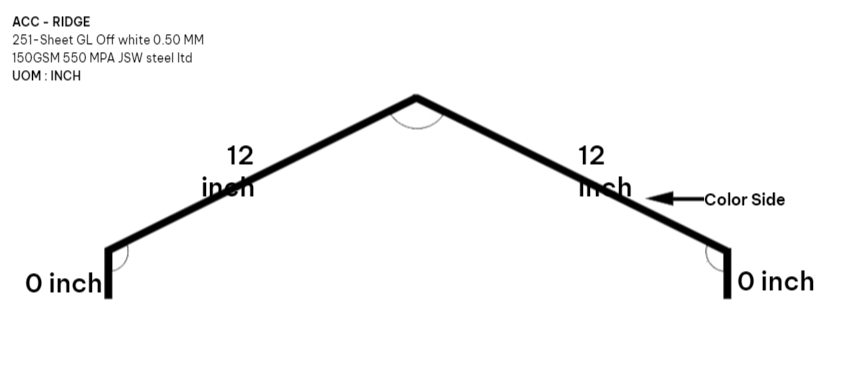 ACC - RIDGE
251-Sheet GL Off white 0.50 MM
150GSM 550 MPA JSW steel ltd
UOM : INCH
12
inch
12
inch
Color Side
0 inch
0 inch